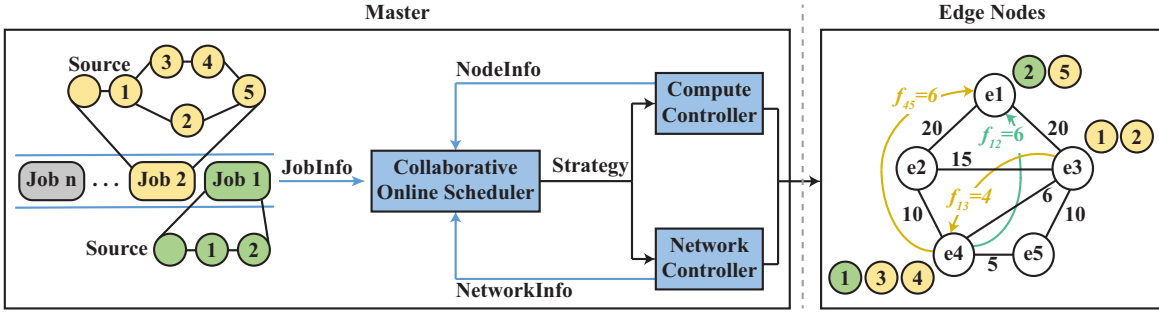 Master
Edge Nodes
Source
1
3
4
2
5
Job n
. . .
Job 2
Job 1
JobInfo
Source
1
2
NodeInfo
Collaborative
Online Scheduler
NetworkInfo
Strategy
Compute
Controller
Network
Controller
2
5
e1
f45=6
f12=6
20
20
1
2
15
e2
e3
f13=4
6
10
10
e4
5
e5
1
3
4